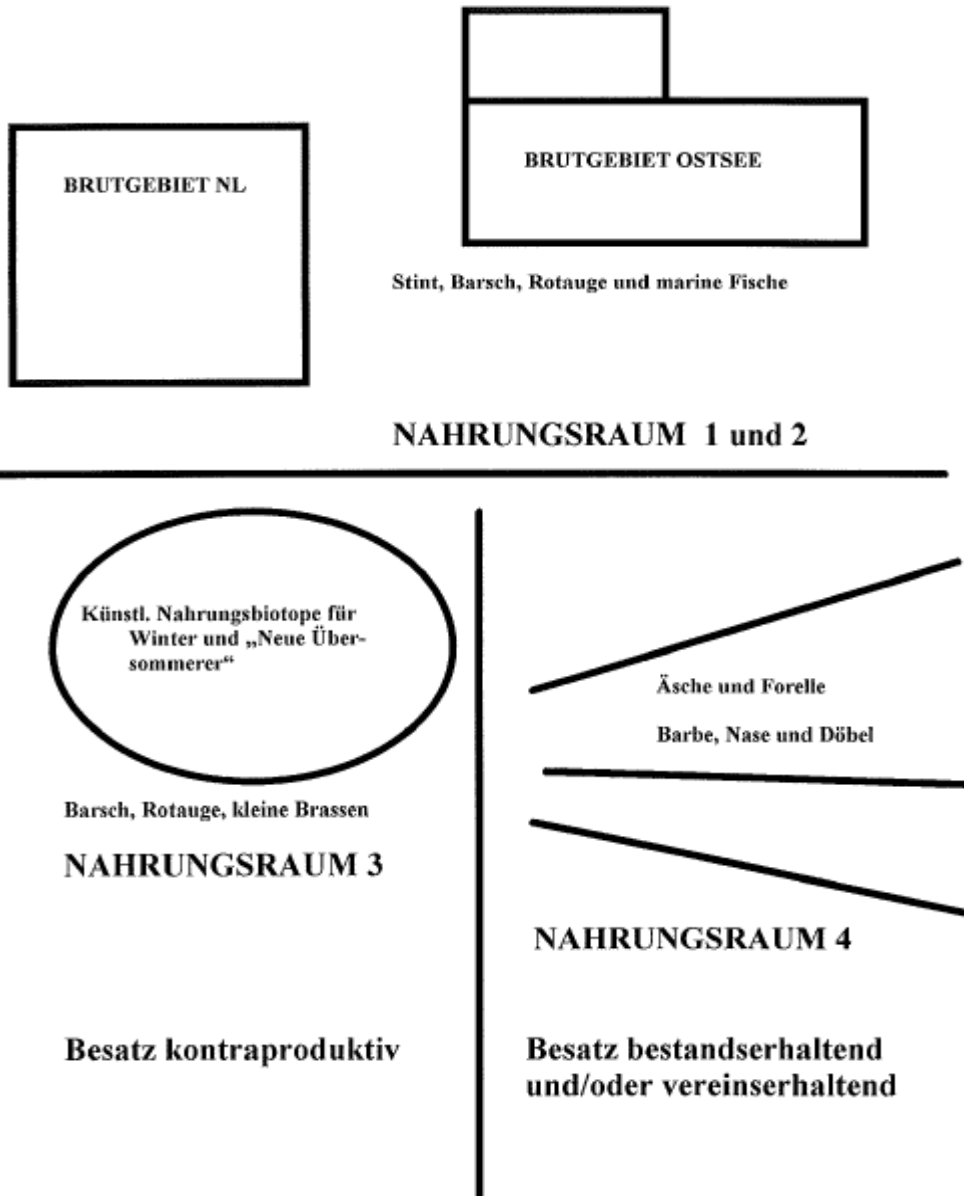 BRUTGEBIET NL
BRUTGEBIET OSTSEE
Stint, Barsch, Rotauge und marine Fische
NAHRUNGSRAUM 1 und 2
Künstl. Nahrungsbiotope für
Winter und „Neue Über-
sommerer“
Barsch, Rotauge, kleine Brassen
NAHRUNGSRAUM 3
Besatz kontraproduktiv
Äsche und Forelle
Barbe, Nase und Döbel
NAHRUNGSRAUM 4
Besatz bestandserhaltend
und/oder vereinserhaltend